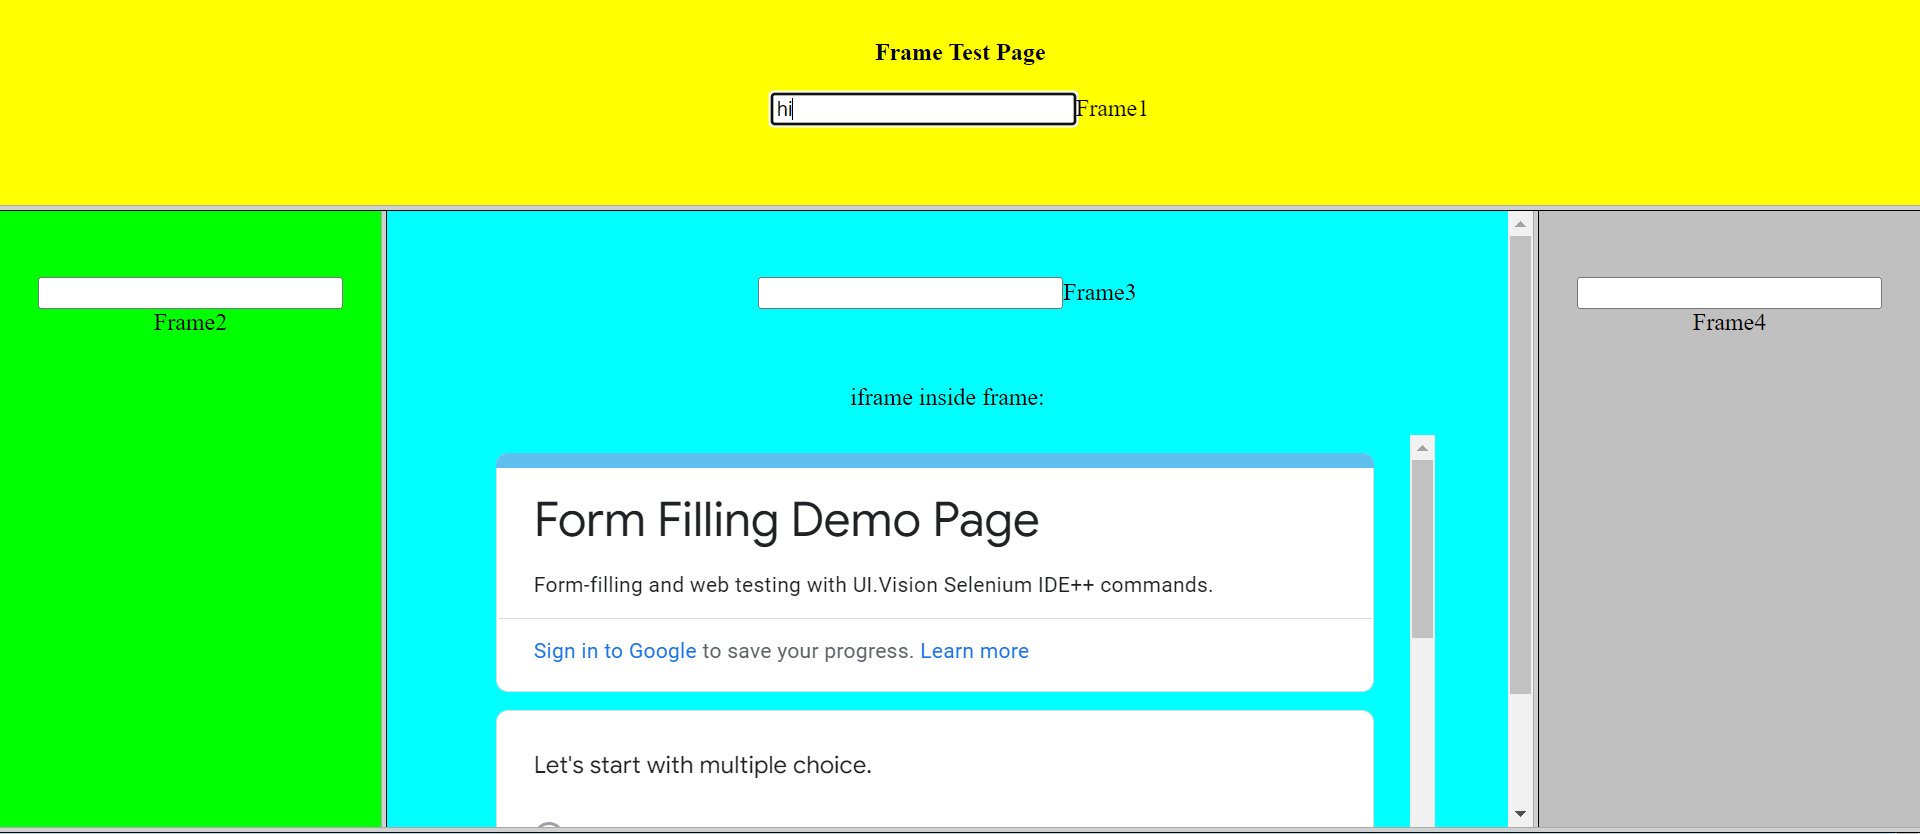 Frame Test Page
hi
Frame1
Frame2
Frame3
Frame4
iframe inside frame:
Form Filling Demo Page
Form-filling and web testing with UI.Vision Selenium IDE++ commands.
Sign in to Google to save your progress. Learn more
Let's start with multiple choice.